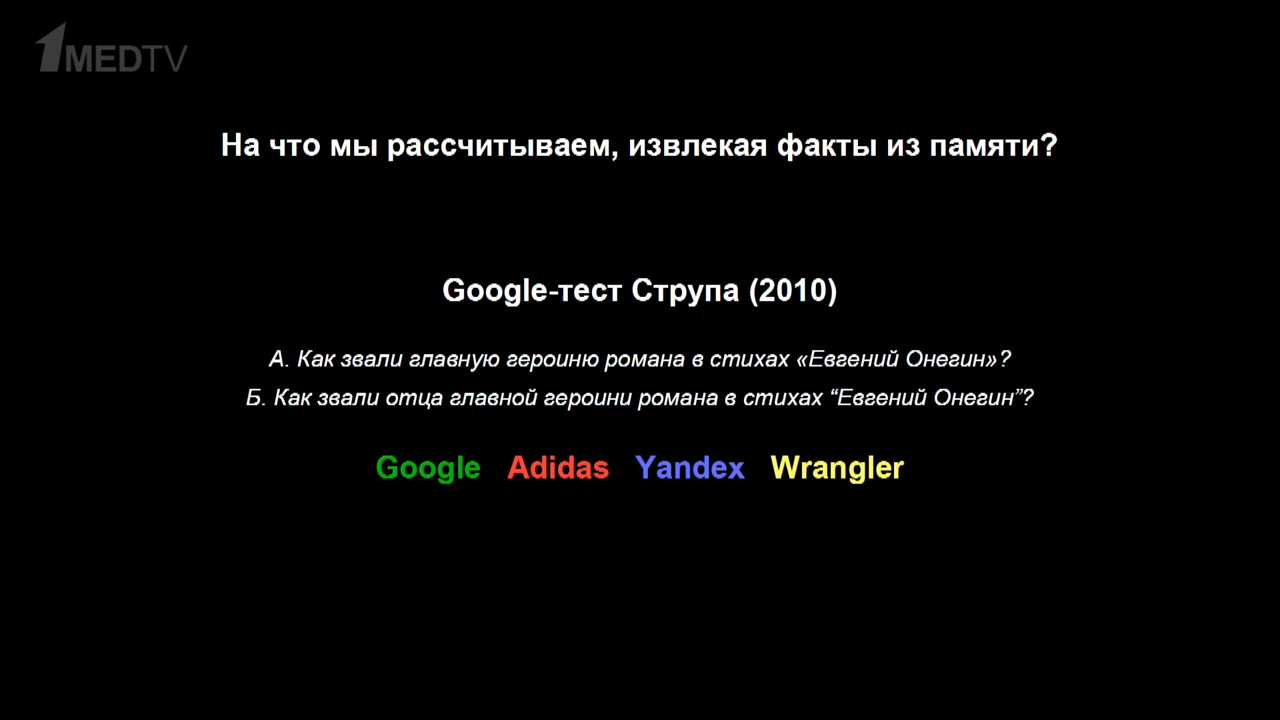 1MEDTV
На что мы рассчитываем, извлекая факты из памяти?
Google-тест Струпа (2010)
А. Как звали главную героиню романа в стихах «Евгений Онегин»?
Б. Как звали отца главной героини романа в стихах “Евгений Онегин”?
Google Adidas Yandex Wrangler